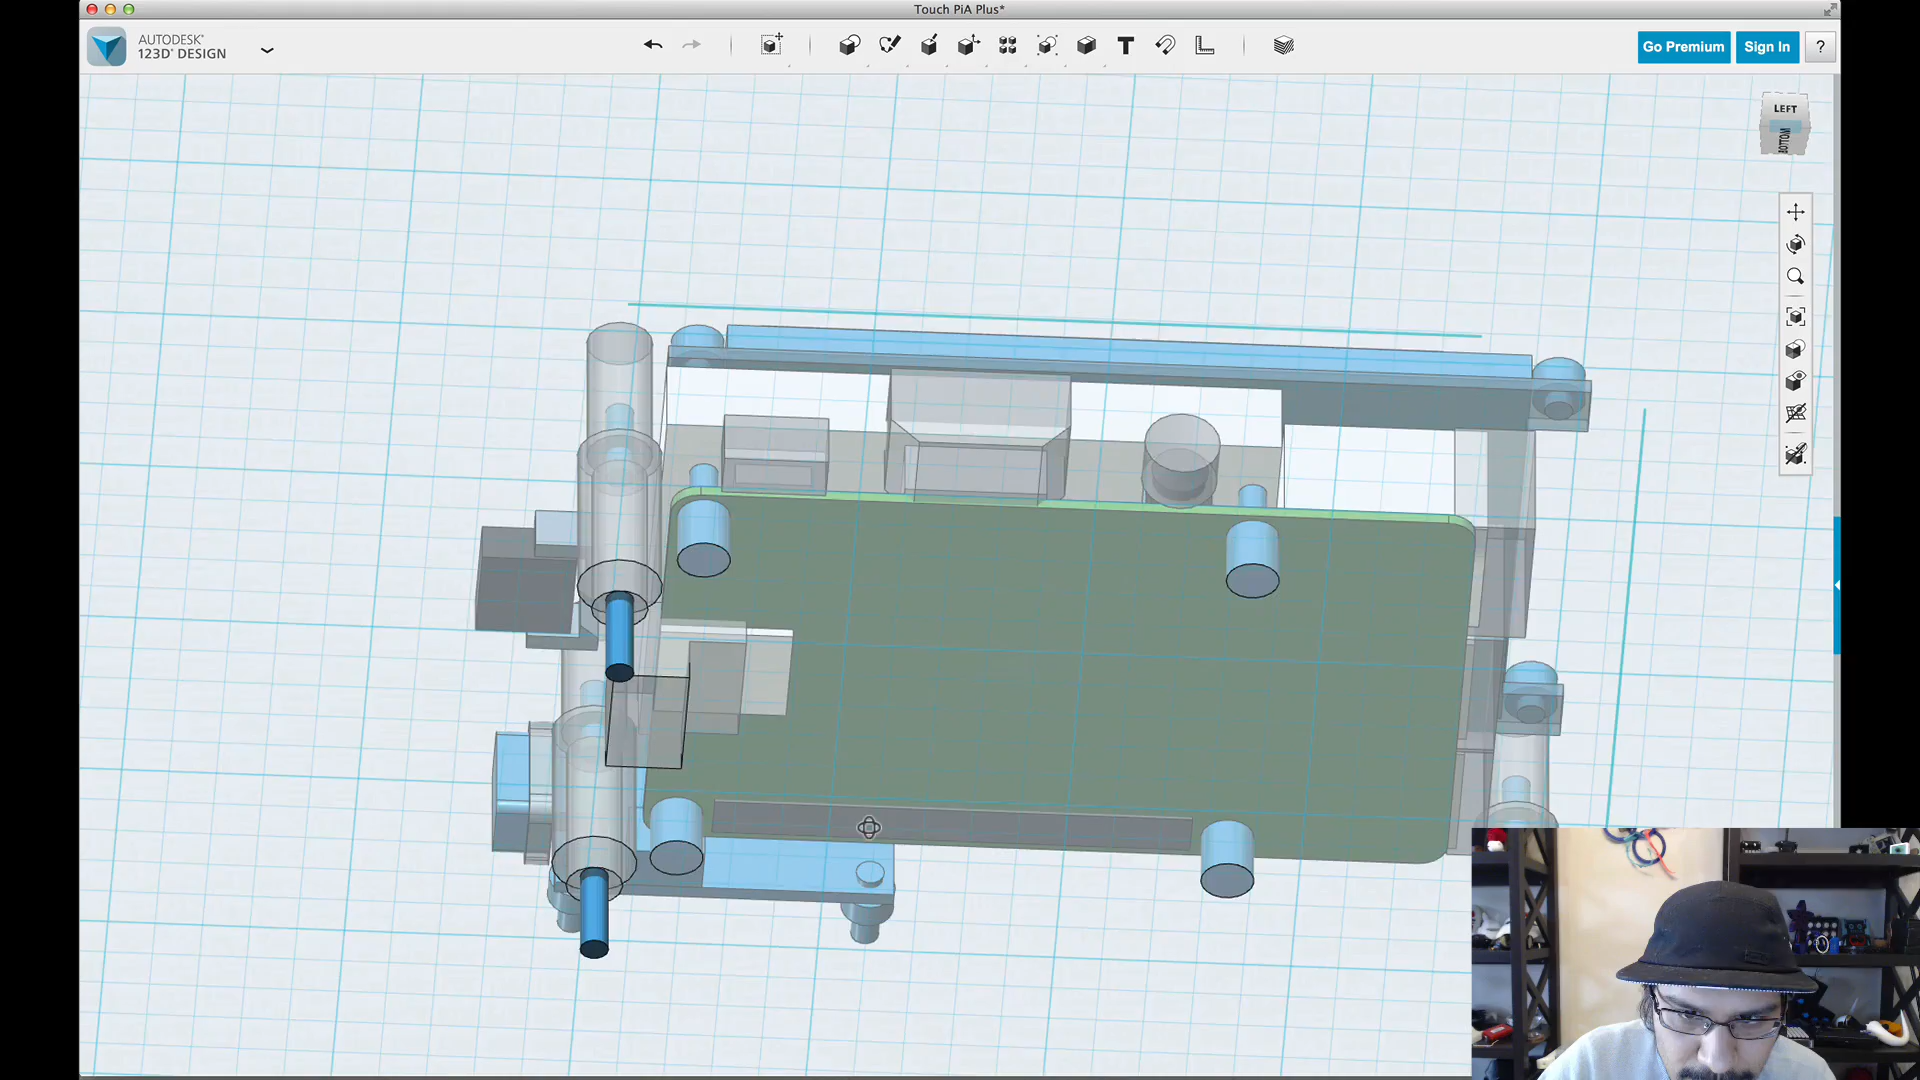 Touch PiA Plus*
AUTODESK®
123D® DESIGN
Go Premium
Sign In
?
LEFT
BOTTOM